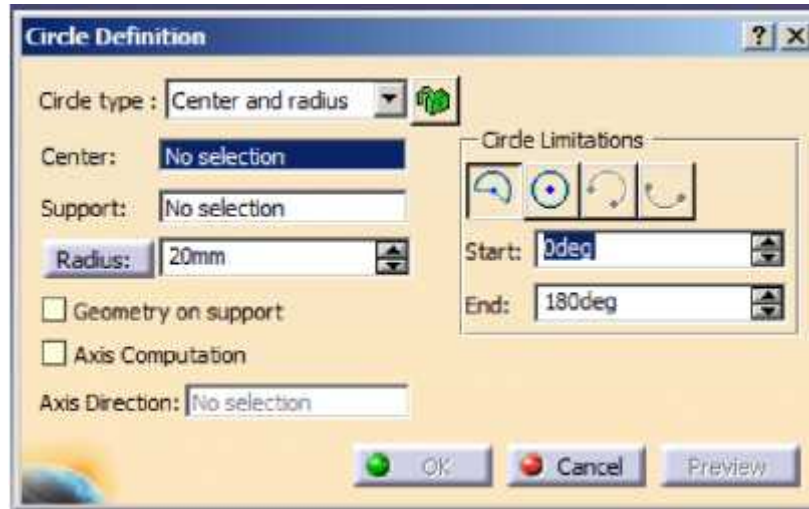 Circle Definition
Circle type : Center and radius
Center: No selection
Support: No selection
Radius: 20mm
Geometry on support
Axis Computation
Axis Direction: No selection
Circle Limitations
Start: 0deg
End: 180deg
OK Cancel Preview